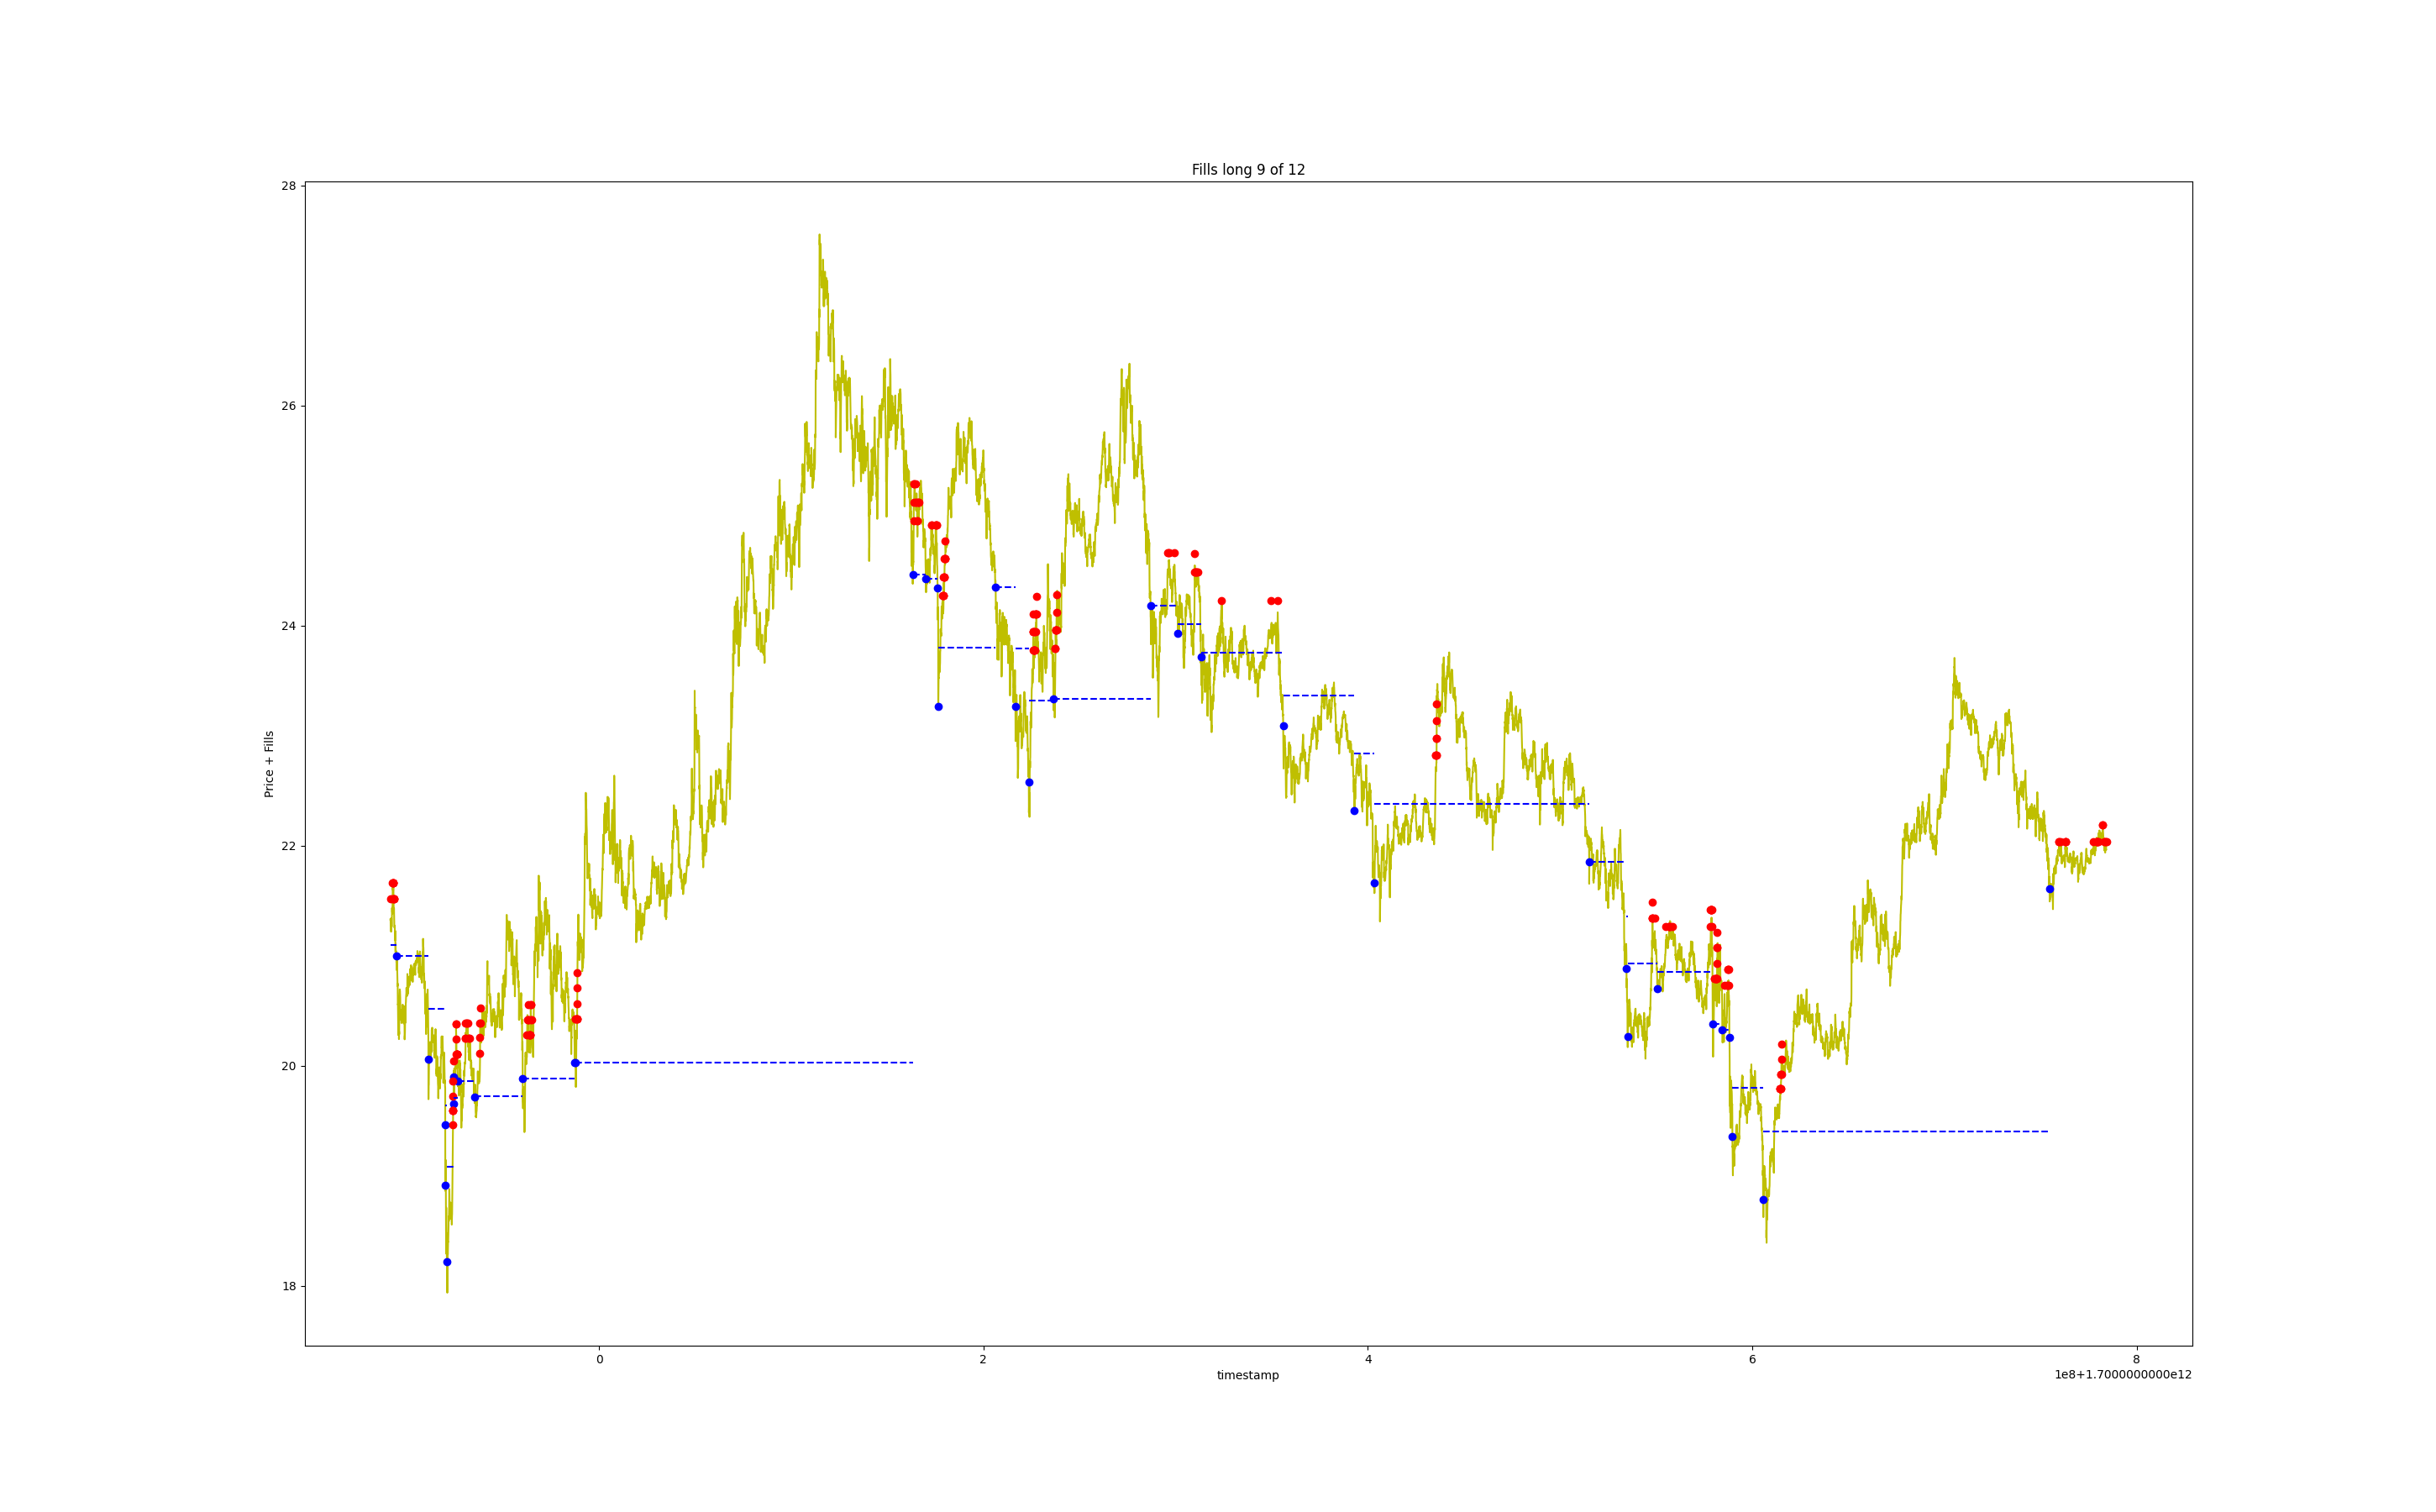 Fills long 9 of 12
28
26
24
22
20
18
Price + Fills
0 2 4 6 8
timestamp
1e8+1.7000000000e12